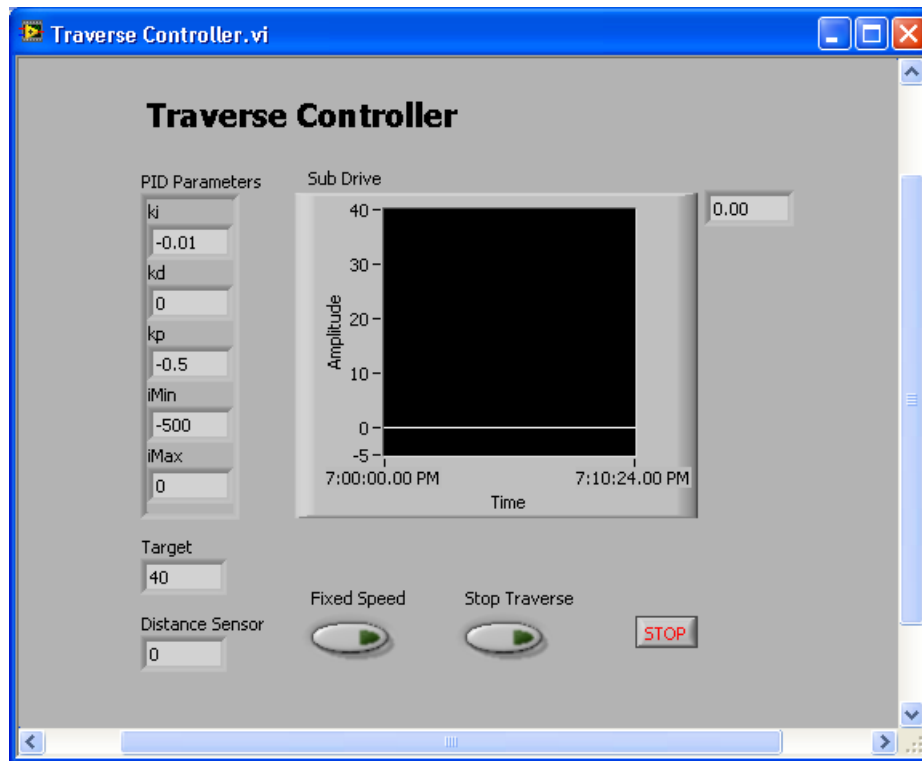 Traverse Controller.vi
Traverse Controller
PID Parameters
ki
-0.01
kd
0
kp
-0.5
iMin
-500
iMax
0
Target
40
Distance Sensor
0
Sub Drive
0.00
Amplitude
40
30
20
10
0
-5
7:00:00.00 PM
7:10:24.00 PM
Time
Fixed Speed
Stop Traverse
STOP